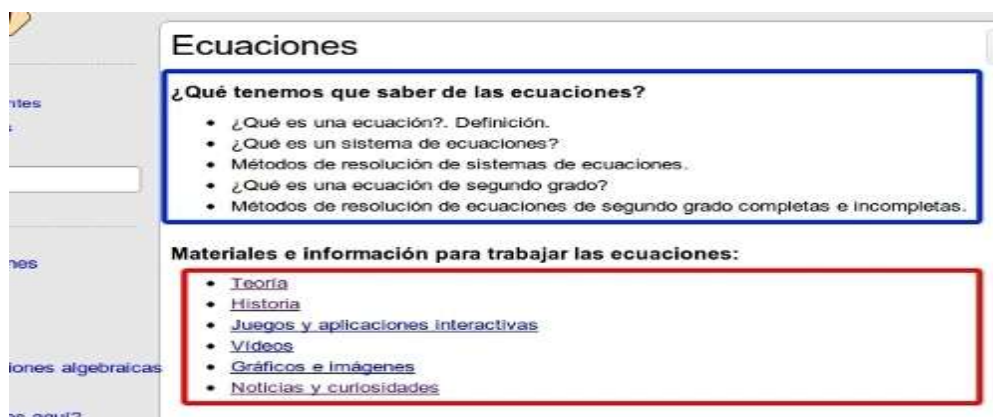 Ecuaciones
¿Qué tenemos que saber de las ecuaciones?
• ¿Qué es una ecuación?. Definición.
• ¿Qué es un sistema de ecuaciones?
• Métodos de resolución de sistemas de ecuaciones.
• ¿Qué es una ecuación de segundo grado?
• Métodos de resolución de ecuaciones de segundo grado completas e incompletas.
Materiales e información para trabajar las ecuaciones:
• Teoría
• Historia
• Juegos y aplicaciones interactivas
• Vídeos
• Gráficos e imágenes
• Noticias y curiosidades
algebraicas